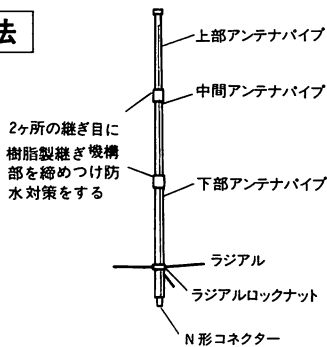 法
上部アンテナパイプ
中間アンテナパイプ
2ヶ所の継ぎ目に
樹脂製継ぎ機構
部を締めつけ防
水対策をする
下部アンテナパイプ
ラジアル
ラジアルロックナット
N形コネクター